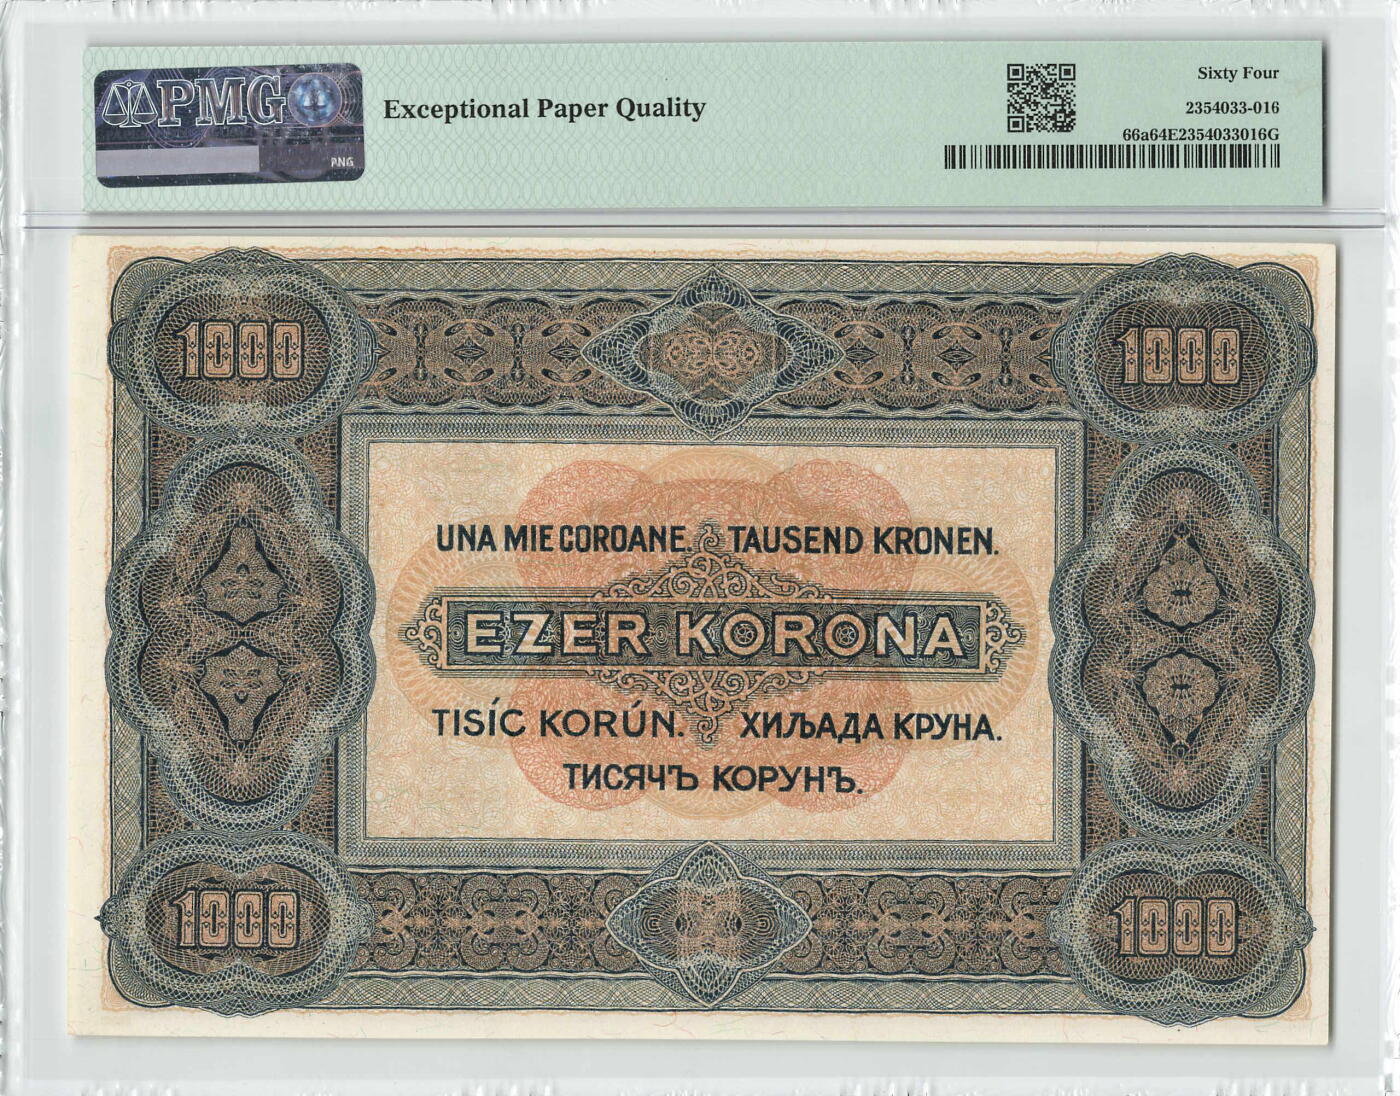 PMG
PNG
Exceptional Paper Quality
Sixty Four
2354033-016
66a64E2354033016G
1000 1000
UNA MIE COROANE. TAUSEND KRONEN.
EZER KORONA
TISÍC KORÚN. ХИЉАДА КРУНА.
ТИСЯЧЪ КОРУНЪ.
1000 1000